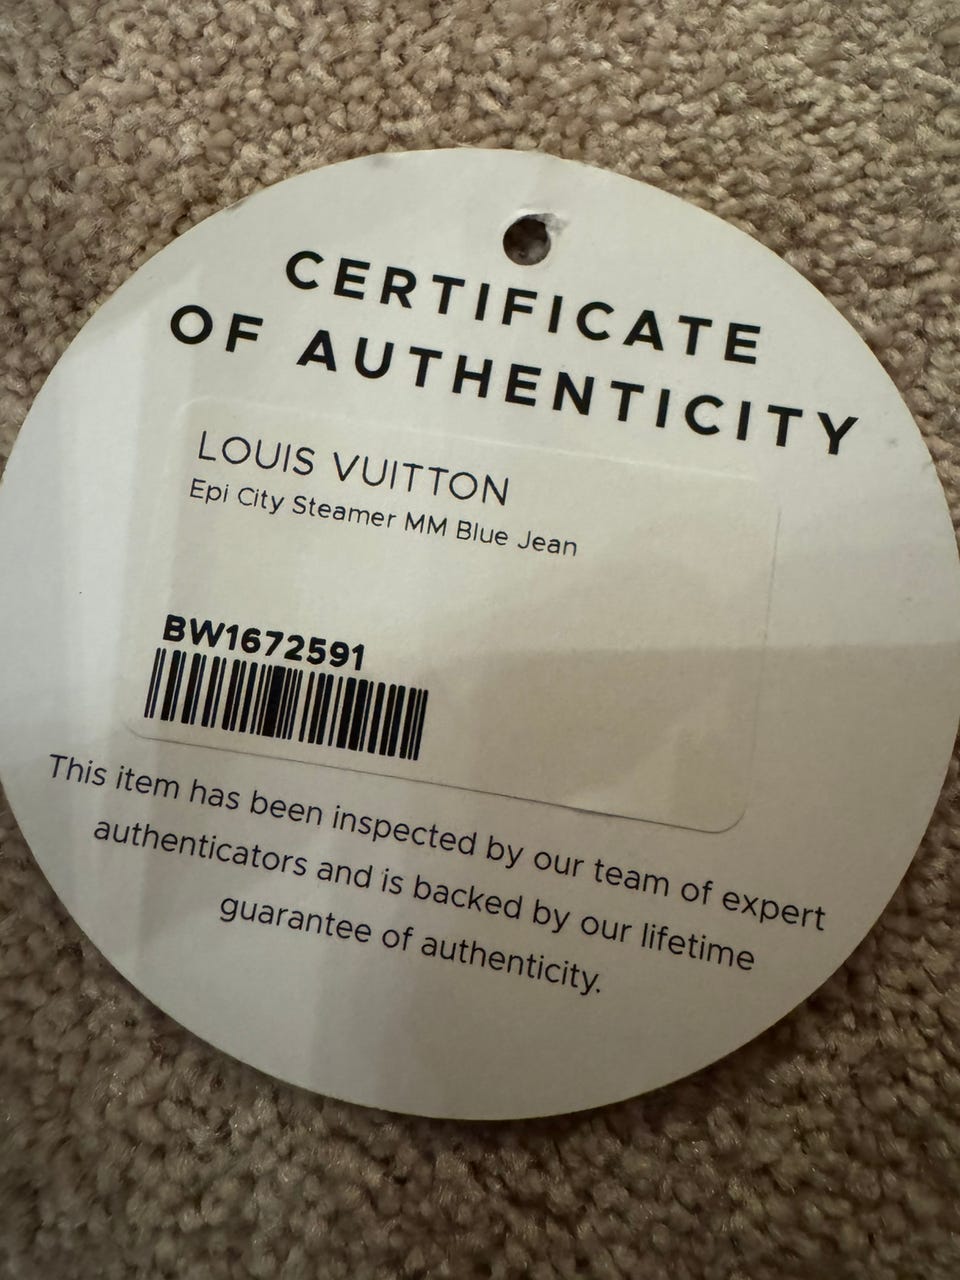 CERTIFICATE
OF AUTHENTICITY
LOUIS VUITTON
Epi City Steamer MM Blue Jean
BW1672591
This item has been inspected by our team of expert
authenticators and is backed by our lifetime
guarantee of authenticity.